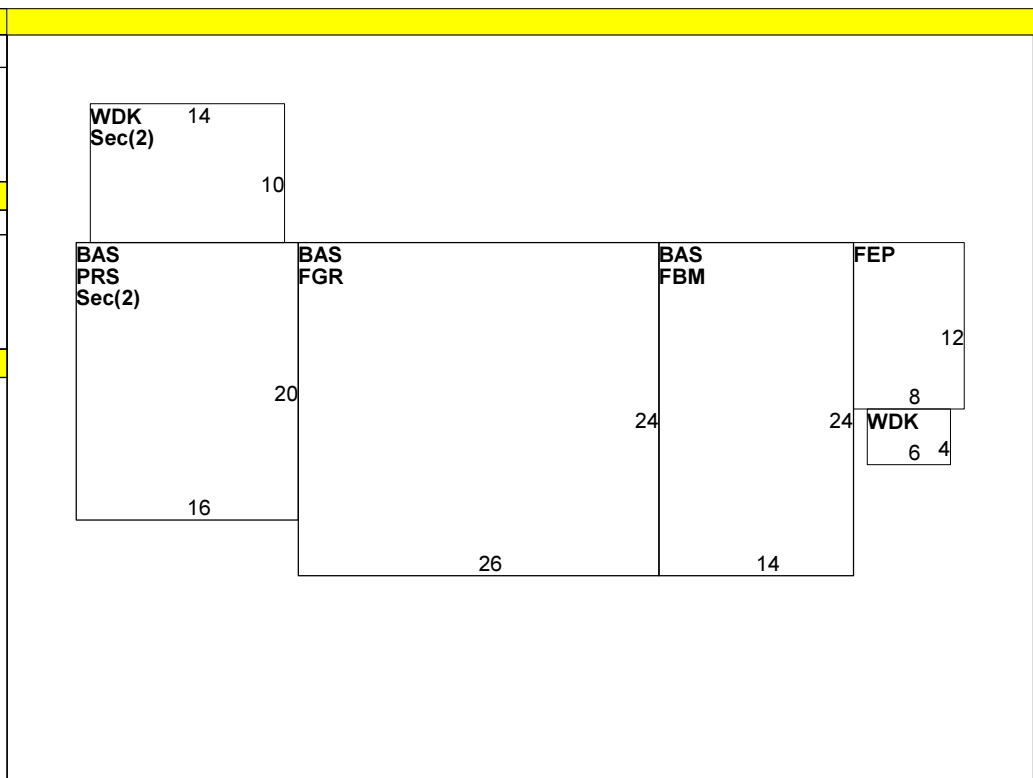 WDK 14
Sec(2)
10
BAS BAS BAS FEP
PRS FGR FBM
Sec(2)
12
20
8
24 24 WDK
6 4
16
26 14